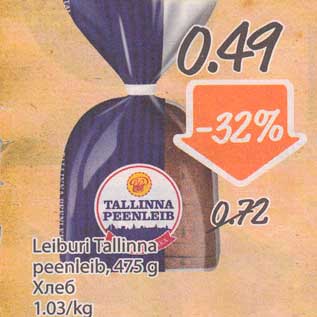 0.49
-32%
0.72
TALLINNA
PEENLEIB
Leiburi Tallinna
peenleib, 475 g
Хлеб
1.03/kg